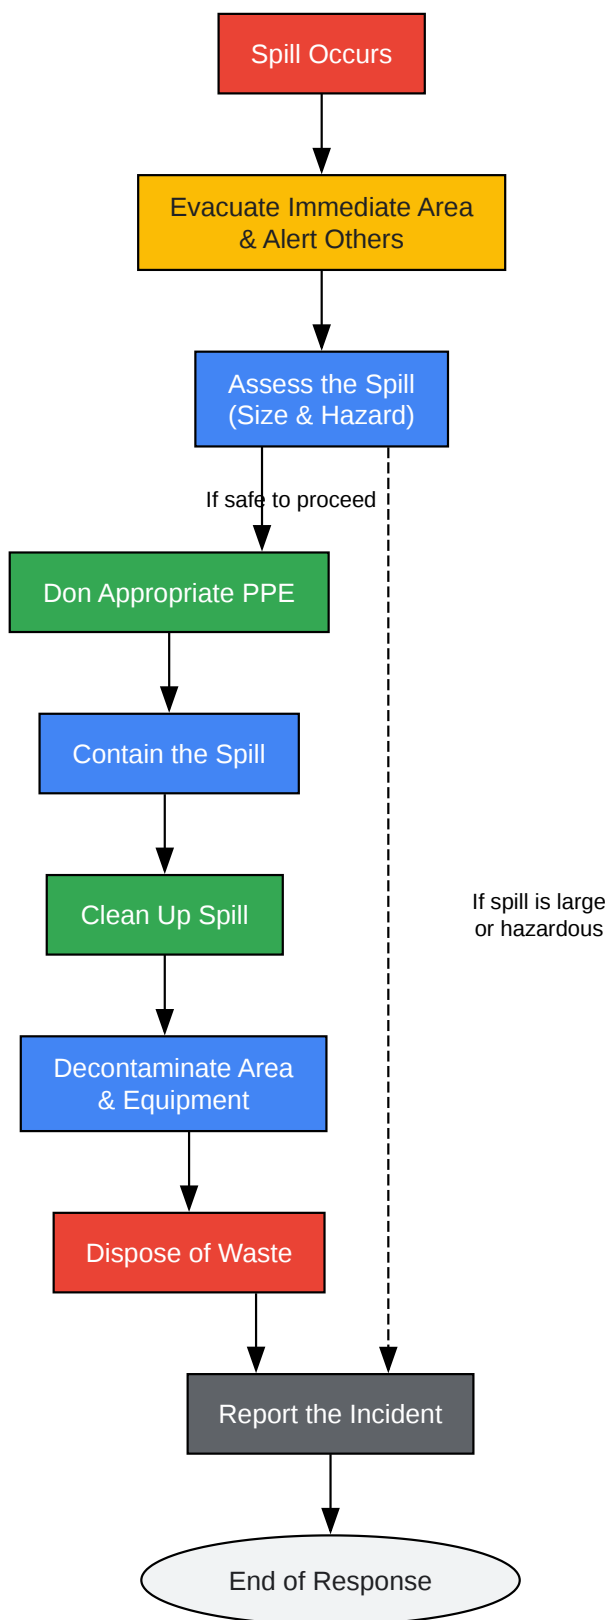 Spill Occurs
Evacuate Immediate Area
& Alert Others
Assess the Spill
(Size & Hazard)
If safe to proceed
Don Appropriate PPE
Contain the Spill
Clean Up Spill
If spill is large
or hazardous
Decontaminate Area
& Equipment
Dispose of Waste
Report the Incident
End of Response